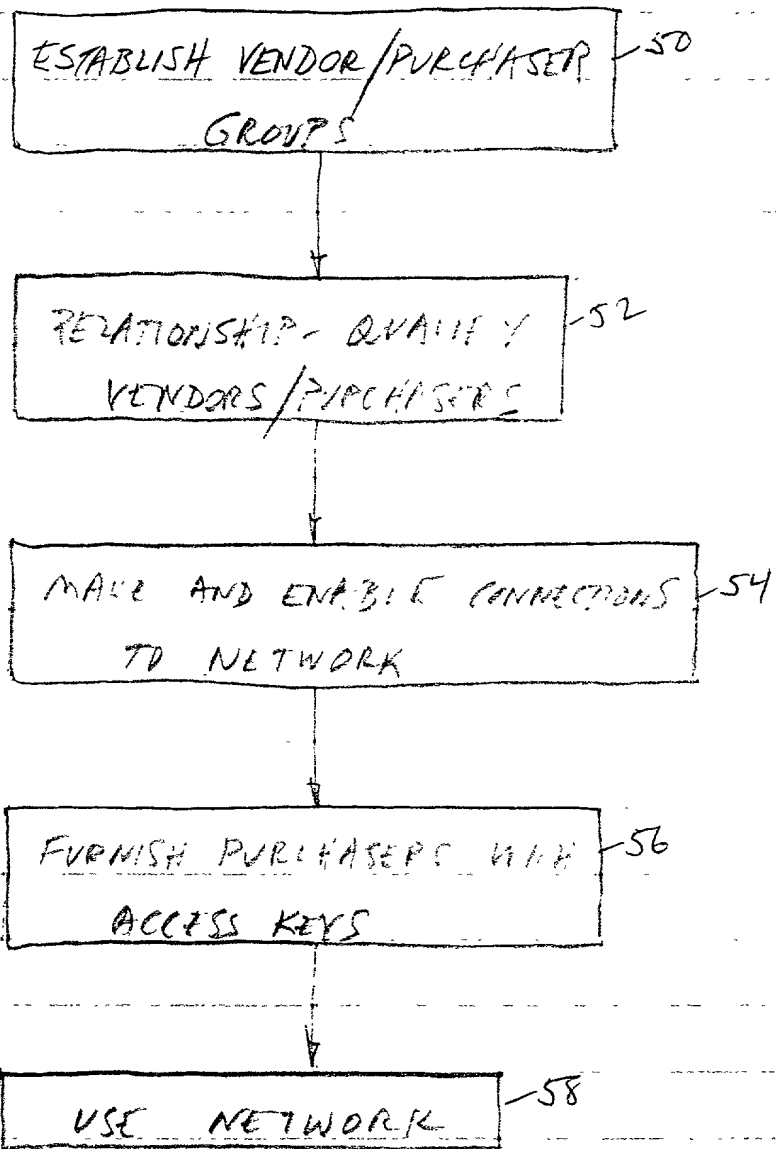 ESTABLISH VENDOR/PURCHASER
50
GROUPS
RELATIONSHIP- QUALIFY
52
VENDORS/PURCHASERS
MAKE AND ENABLE CONNECTIONS
54
TO NETWORK
FURNISH PURCHASERS WITH
56
ACCESS KEYS
58
USE NETWORK